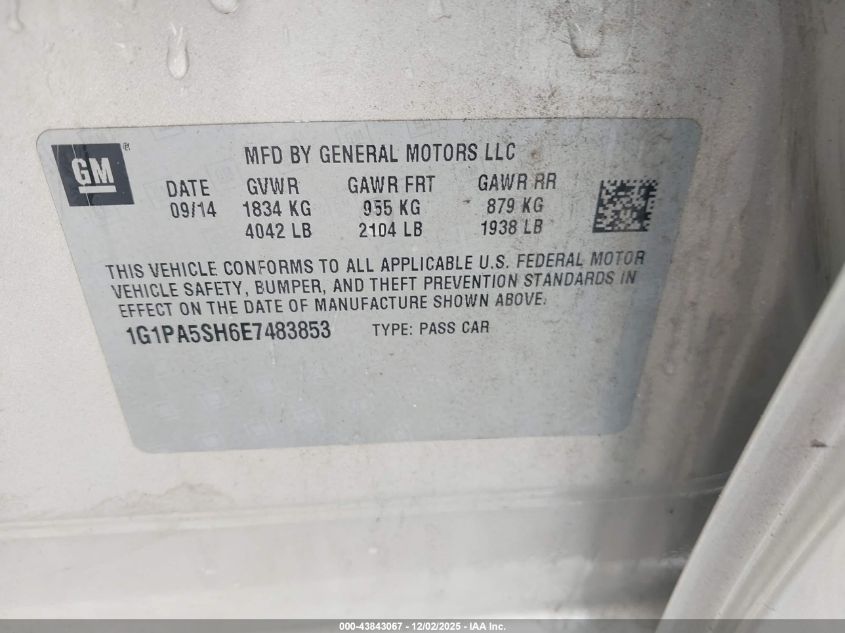 GM®
MFD BY GENERAL MOTORS LLC
DATE GVWR GAWR FRT GAWR RR
09/14 1834 KG 955 KG 879 KG
4042 LB 2104 LB 1938 LB
THIS VEHICLE CONFORMS TO ALL APPLICABLE U.S. FEDERAL MOTOR
VEHICLE SAFETY, BUMPER, AND THEFT PREVENTION STANDARDS IN
EFFECT ON THE DATE OF MANUFACTURE SHOWN ABOVE.
1G1PA5SH6E7483853 TYPE: PASS CAR
000-43843067 - 12/02/2025 - IAA Inc.